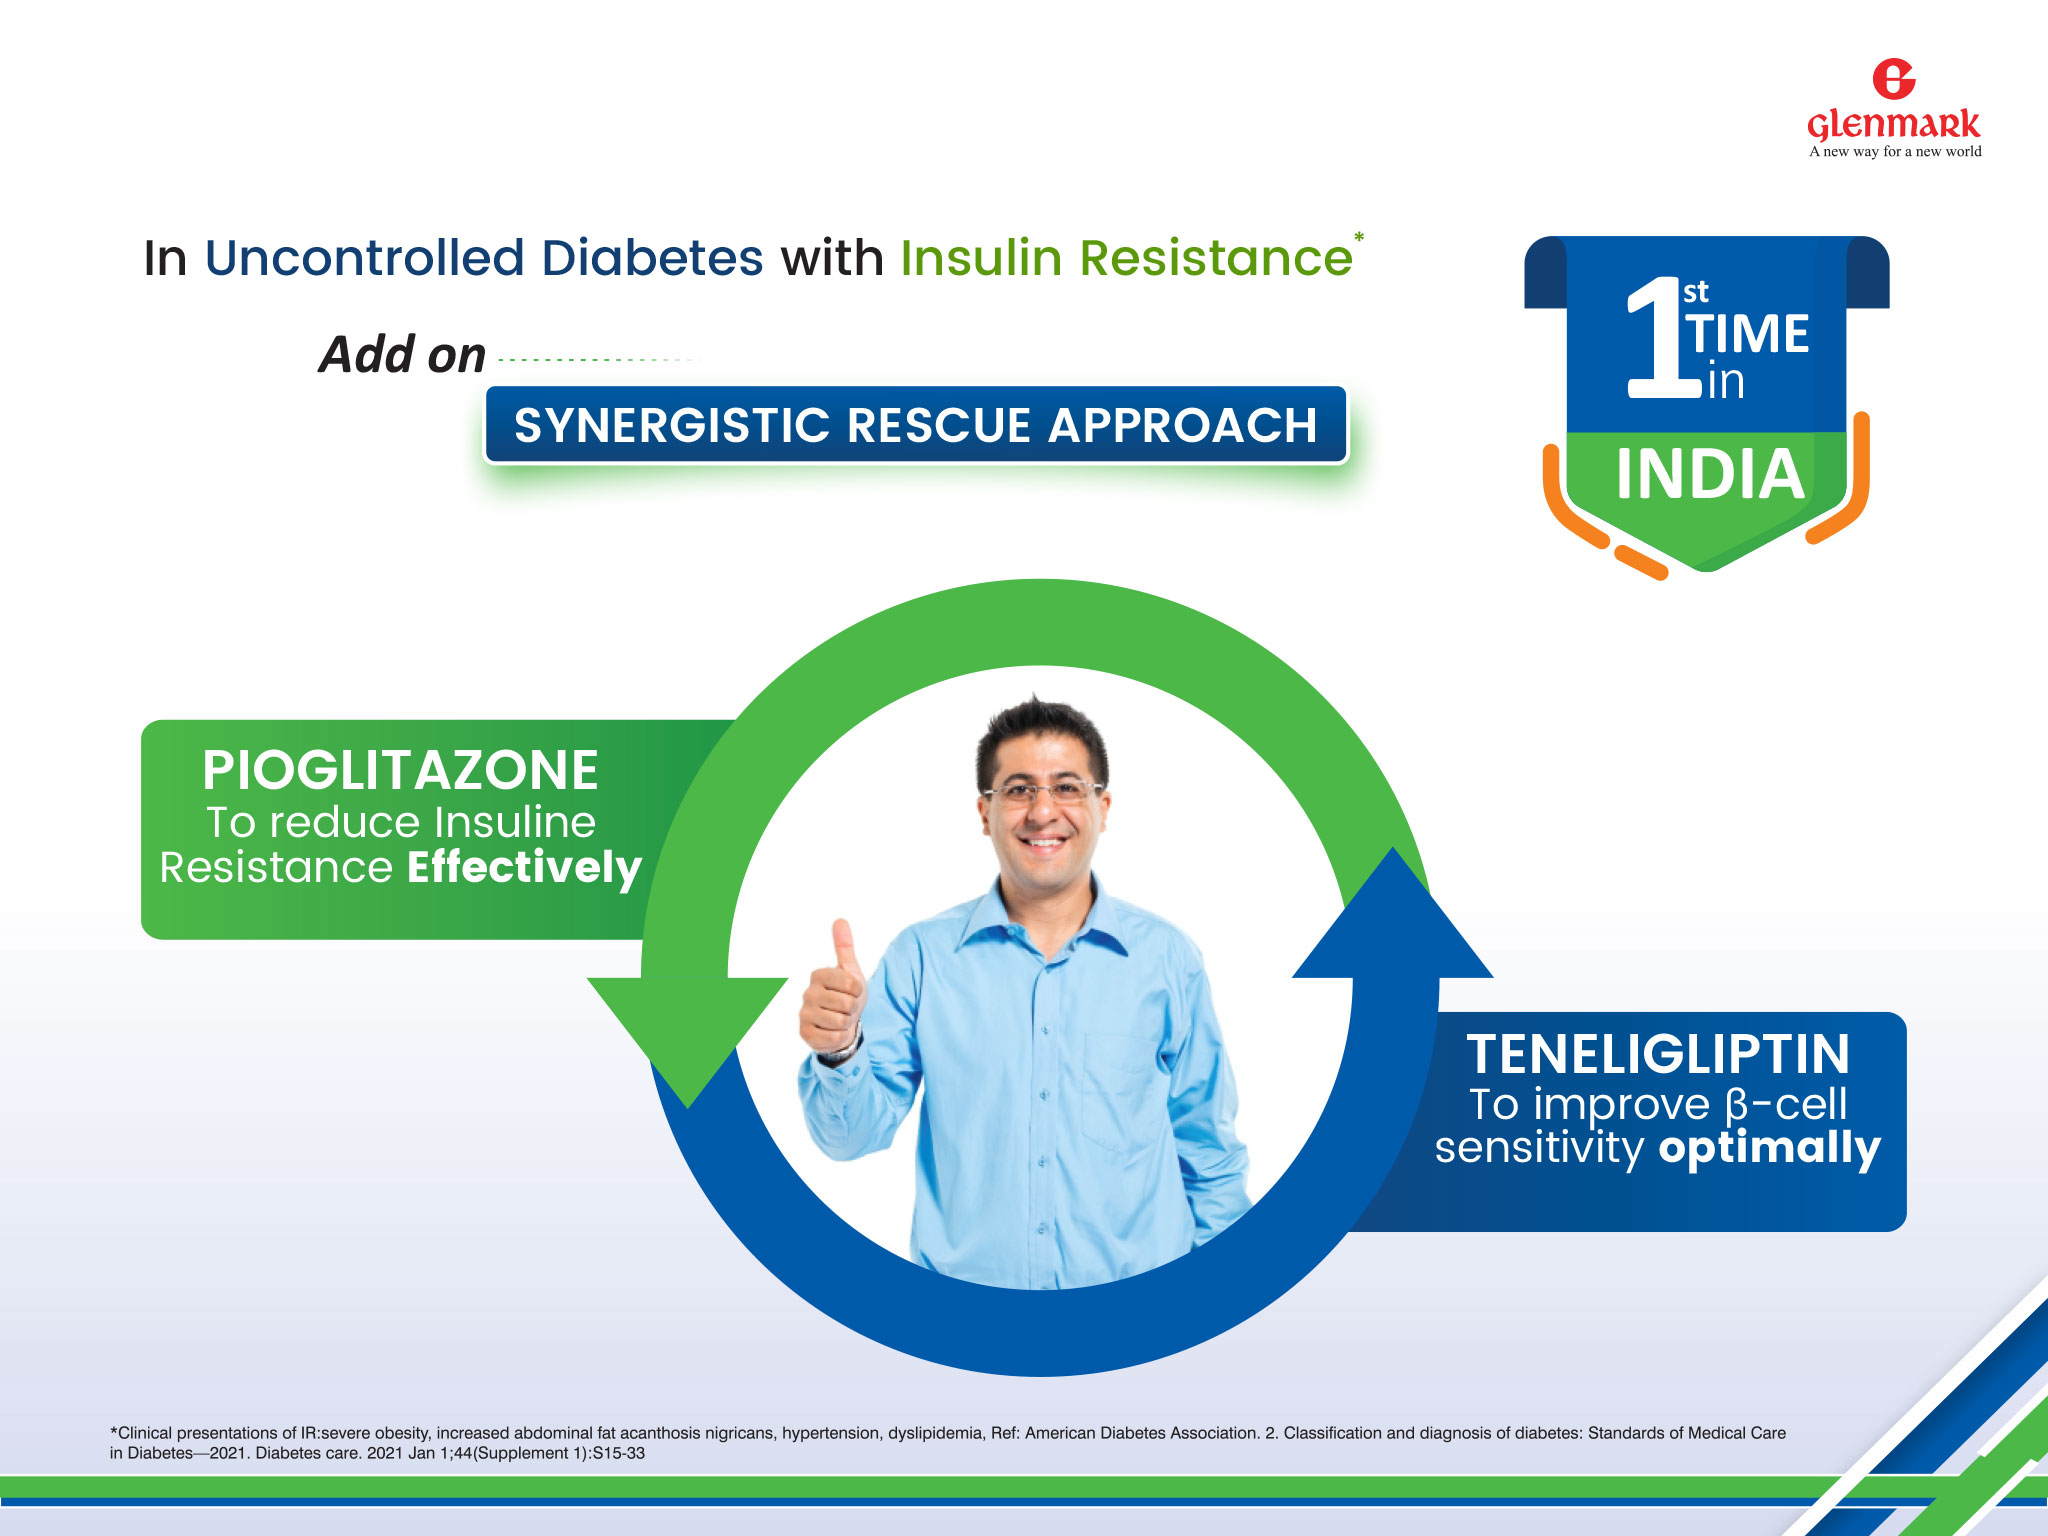 glenmark
A new way for a new world
In Uncontrolled Diabetes with Insulin Resistance*
Add on
SYNERGISTIC RESCUE APPROACH
1st TIME
in
INDIA
PIOGLITAZONE
To reduce Insuline
Resistance Effectively
TENELIGLIPTIN
To improve β-cell
sensitivity optimally
*Clinical presentations of IR:severe obesity, increased abdominal fat acanthosis nigricans, hypertension, dyslipidemia, Ref: American Diabetes Association. 2. Classification and diagnosis of diabetes: Standards of Medical Care
in Diabetes—2021. Diabetes care. 2021 Jan 1;44(Supplement 1):S15-33